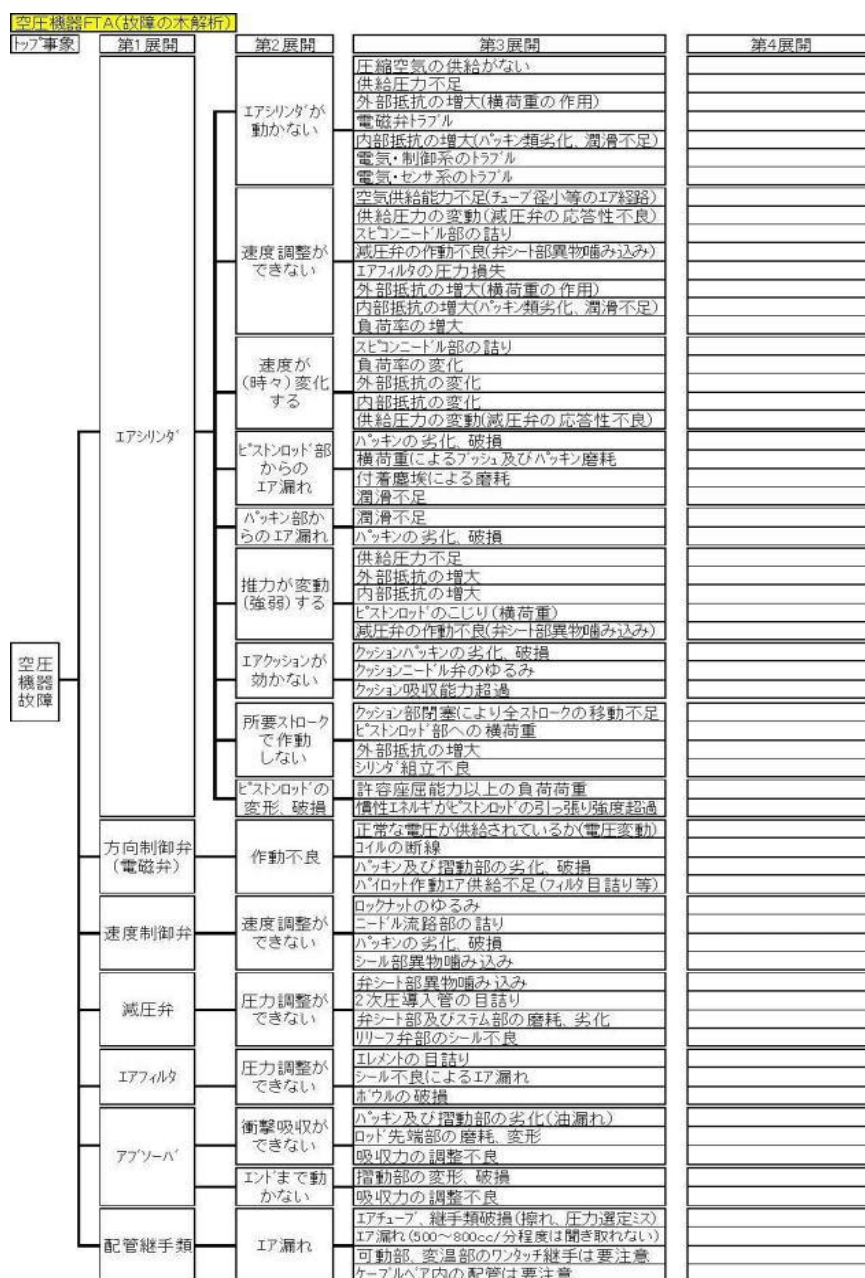 空圧機器FTA(故障の木解析)
トップ事象
第1展開
第2展開
第3展開
第4展開
空圧
機器
故障
エアシリンダ
エアシリンダが
動かない
圧縮空気の供給がない
供給圧力不足
外部抵抗の増大(横荷重の作用)
電磁弁トラブル
内部抵抗の増大(パッキン類劣化、潤滑不足)
電気・制御系のトラブル
電気・センサ系のトラブル
速度調整が
できない
空気供給能力不足(チューブ径小等のエア経路)
供給圧力の変動(減圧弁の応答性不良)
スピコンニードル部の詰り
減圧弁の作動不良(弁シート部異物噛み込み)
エアフィルタの圧力損失
外部抵抗の増大(横荷重の作用)
内部抵抗の増大(パッキン類劣化、潤滑不足)
負荷率の増大
速度が
(時々)変化
する
スピコンニードル部の詰り
負荷率の変化
外部抵抗の変化
内部抵抗の変化
供給圧力の変動(減圧弁の応答性不良)
ピストンロッド部
からの
エア漏れ
パッキンの劣化、破損
横荷重によるブッシュ及びパッキン磨耗
付着塵埃による磨耗
潤滑不足
パッキン部か
らのエア漏れ
潤滑不足
パッキンの劣化、破損
推力が変動
(強弱)する
供給圧力不足
外部抵抗の増大
内部抵抗の増大
ピストンロッドのこじり(横荷重)
減圧弁の作動不良(弁シート部異物噛み込み)
エアクッションが
効かない
クッションパッキンの劣化、破損
クッションニードル弁のゆるみ
クッション吸収能力超過
所要ストローク
で作動
しない
クッション部閉塞により全ストロークの移動不足
ピストンロッド部への横荷重
外部抵抗の増大
シリンダ組立不良
ピストンロッドの
変形、破損
許容座屈能力以上の負荷荷重
慣性エネルギがピストンロッドの引っ張り強度超過
方向制御弁
(電磁弁)
作動不良
正常な電圧が供給されているか(電圧変動)
コイルの断線
パッキン及び摺動部の劣化、破損
パイロット作動エア供給不足(フィルタ目詰り等)
速度制御弁
速度調整が
できない
ロックナットのゆるみ
ニードル流路部の詰り
パッキンの劣化、破損
シール部異物噛み込み
減圧弁
圧力調整が
できない
弁シート部異物噛み込み
2次圧導入管の目詰り
弁シート部及びステム部の磨耗、劣化
リリーフ弁部のシール不良
エアフィルタ
圧力調整が
できない
エレメントの目詰り
シール不良によるエア漏れ
ボウルの破損
アブソーバ
衝撃吸収が
できない
パッキン及び摺動部の劣化(油漏れ)
ロッド先端部の磨耗、変形
吸収力の調整不良
エンドまで動
かない
摺動部の変形、破損
吸収力の調整不良
配管継手類
エア漏れ
エアチューブ、継手類破損(擦れ、圧力選定ミス)
エア漏れ(500～800cc/分程度は聞き取れない)
可動部、変温部のワンタッチ継手は要注意
ケーブルベア内の配管は要注意